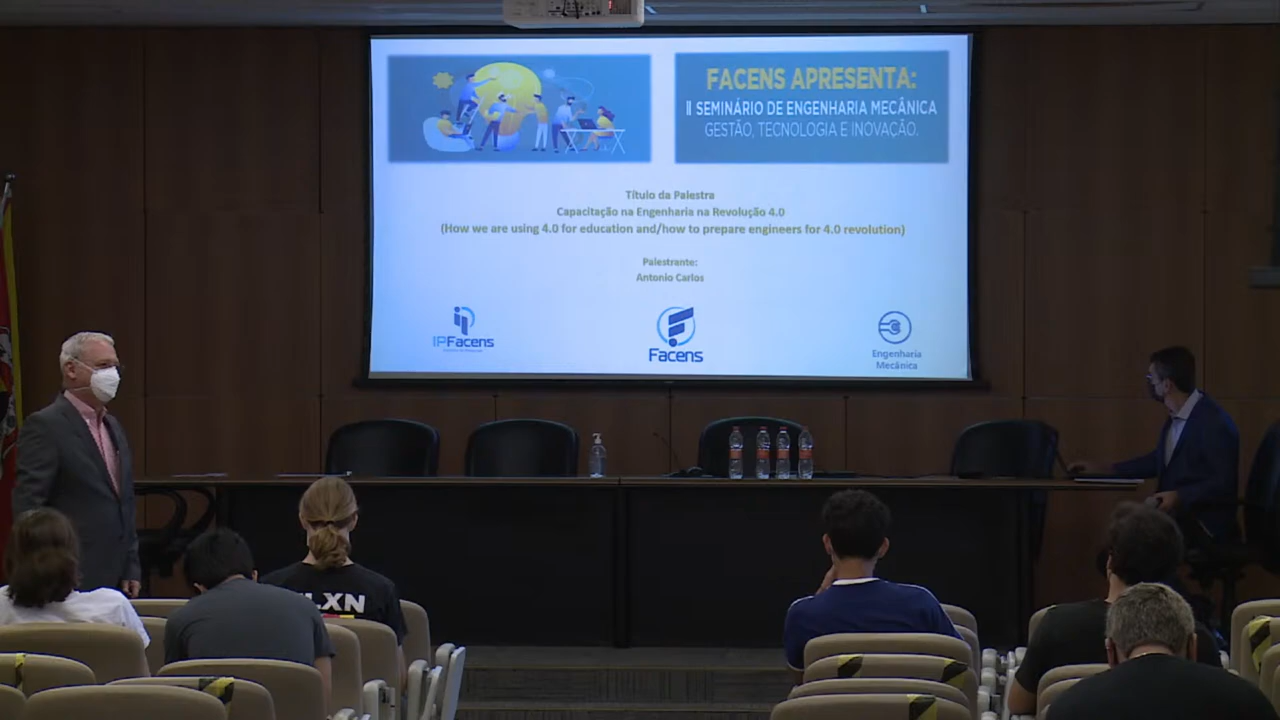 FACENS APRESENTA:
II SEMINÁRIO DE ENGENHARIA MECÂNICA
GESTÃO, TECNOLOGIA E INOVAÇÃO.
Título da Palestra
Capacitação na Engenharia na Revolução 4.0
(How we are using 4.0 for education and/how to prepare engineers for 4.0 revolution)
Palestrante:
Antonio Carlos
IPFacens
Facens
Engenharia
Mecânica
LXN